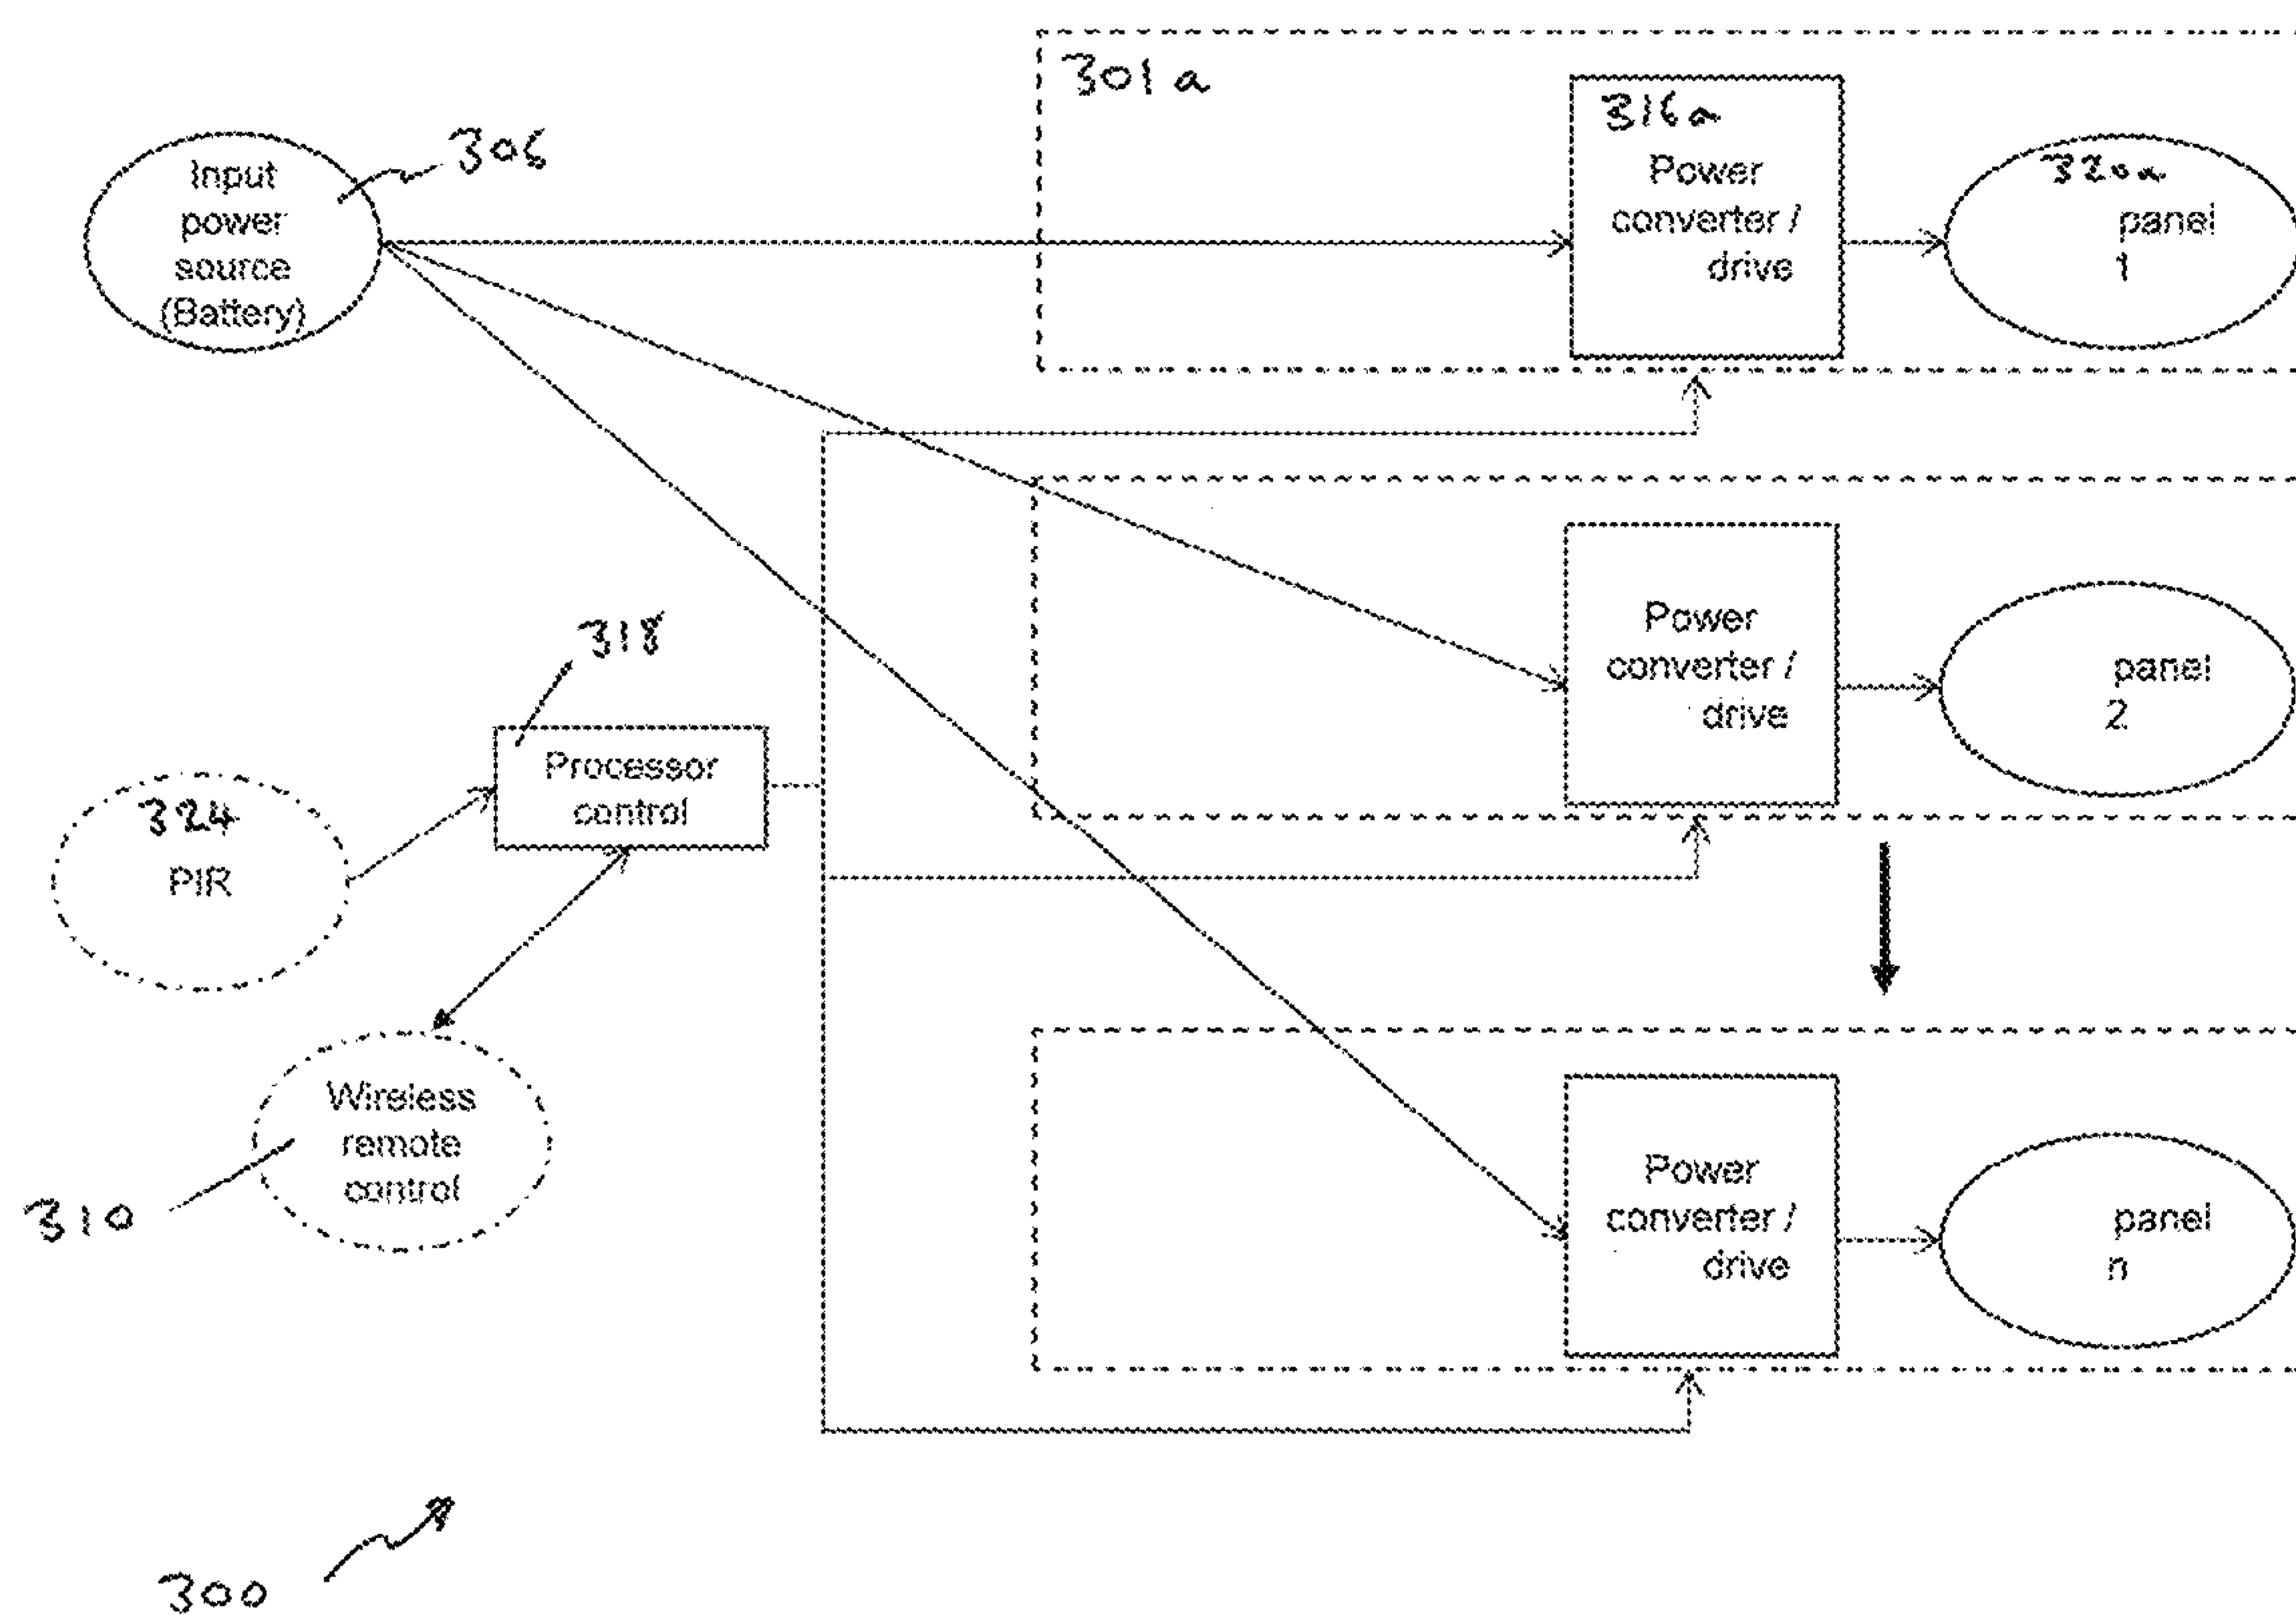 301a
316a
Power
converter /
drive
320a
panel
1
306
Input
power
source
(Battery)
Power
converter /
drive
panel
2
318
Processor
control
324
PIR
Wireless
remote
control
310
Power
converter /
drive
panel
n
300